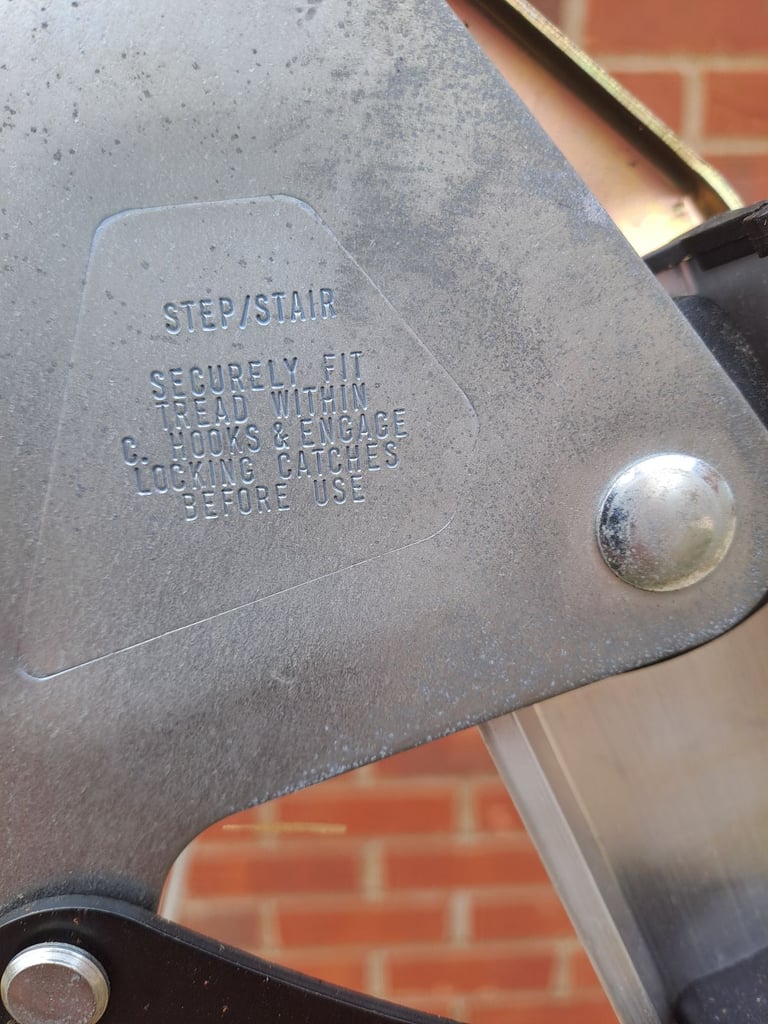 STEP/STAIR
SECURELY FIT
TREAD WITHIN
C. HOOKS & ENGAGE
LOCKING CATCHES
BEFORE USE